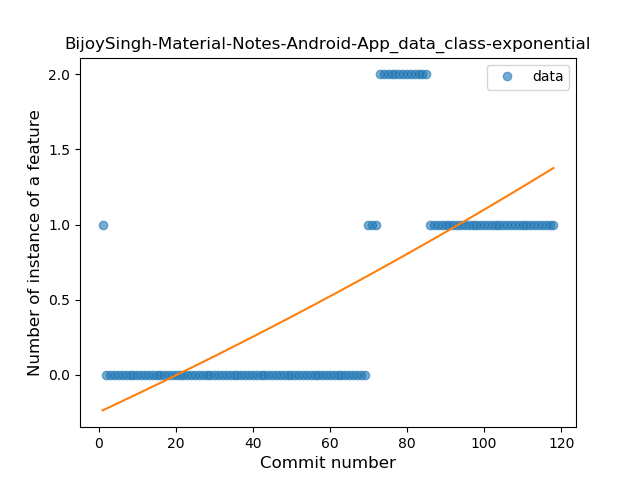 BijoySingh-Material-Notes-Android-App_data_class-exponential
data
Number of instance of a feature
2.0
1.5
1.0
0.5
0.0
0 20 40 60 80 100 120
Commit number